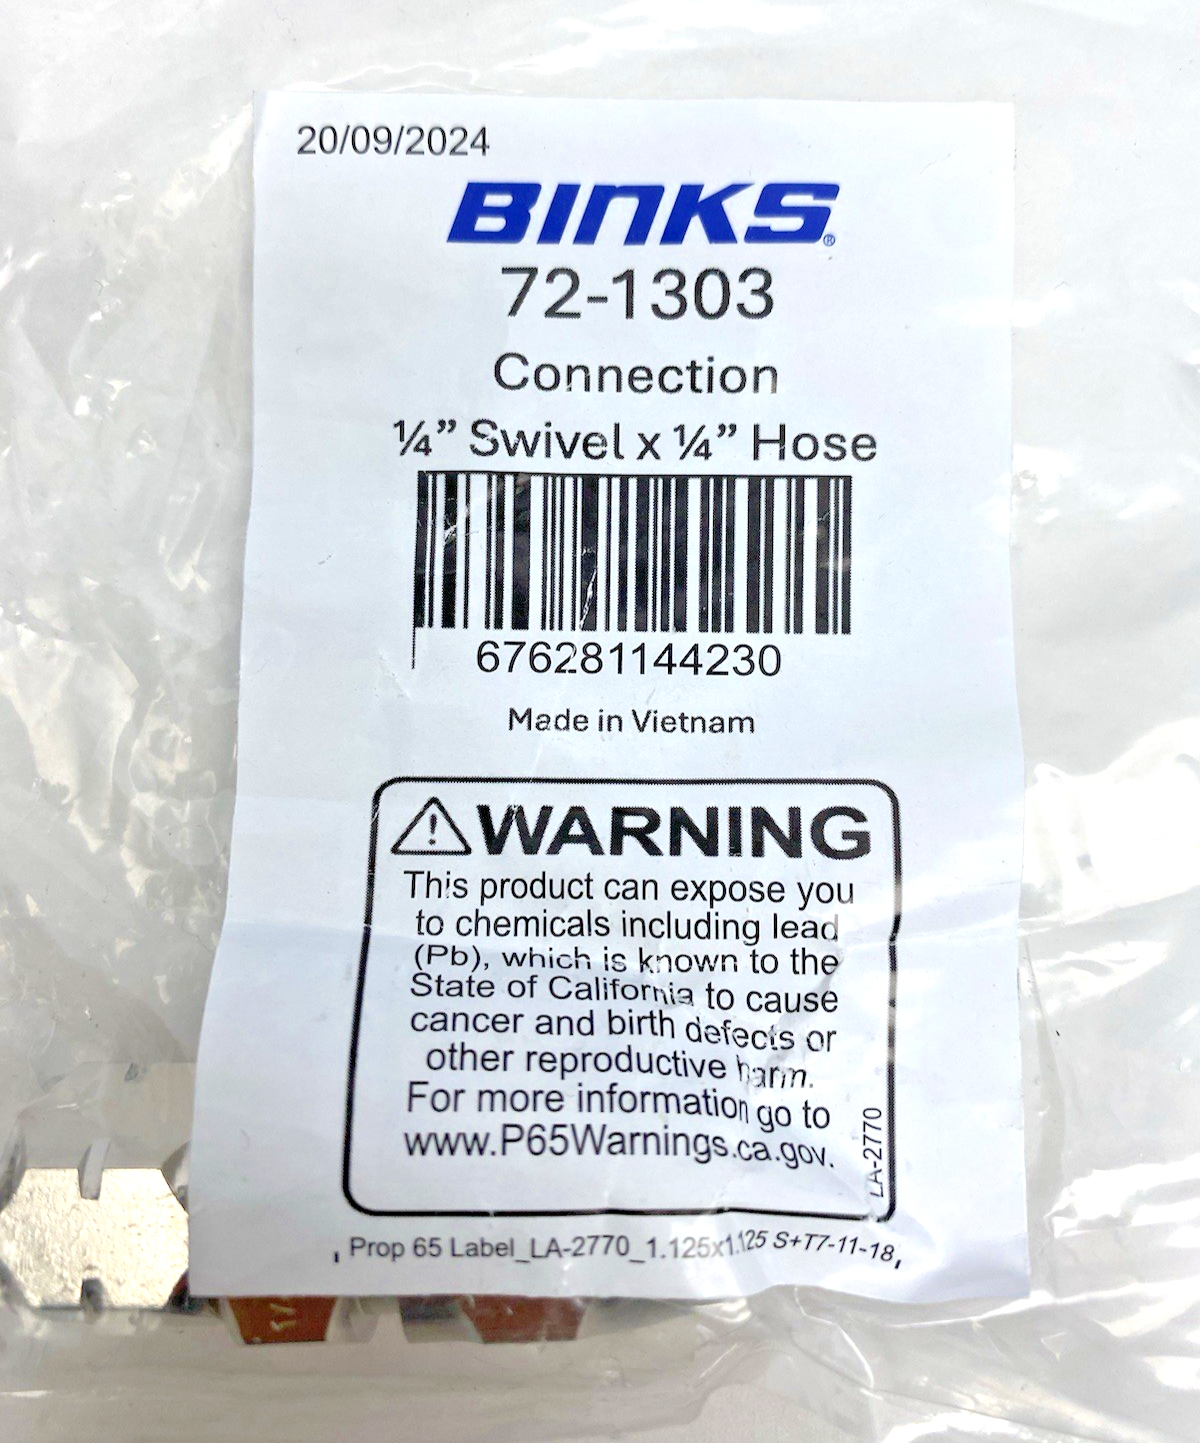 20/09/2024
BINKS®
72-1303
Connection
¼” Swivel x ¼” Hose
676281144230
Made in Vietnam
WARNING
This product can expose you
to chemicals including lead
(Pb), which is known to the
State of California to cause
cancer and birth defects or
other reproductive harm.
For more information go to
www.P65Warnings.ca.gov.
LA-2770
Prop 65 Label_LA-2770_1.125x1.125 S+T7-11-18